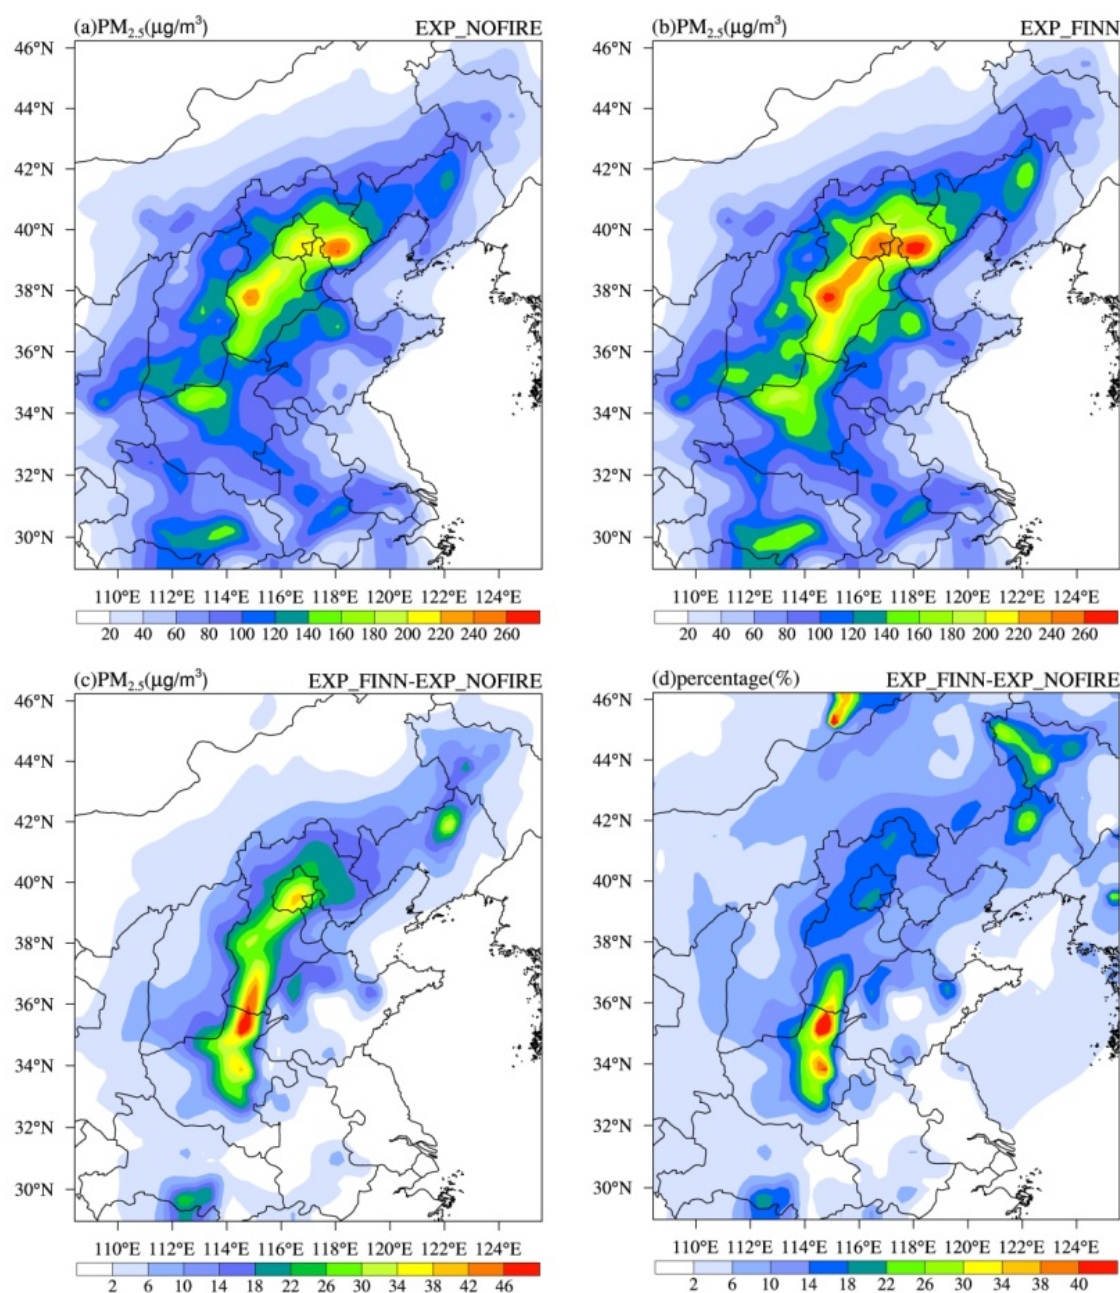 (a)PM2.5(μg/m³) EXP_NOFIRE
46°N
44°N
42°N
40°N
38°N
36°N
34°N
32°N
30°N
110°E 112°E 114°E 116°E 118°E 120°E 122°E 124°E
20 40 60 80 100 120 140 160 180 200 220 240 260
(b)PM2.5(μg/m³) EXP_FINN
46°N
44°N
42°N
40°N
38°N
36°N
34°N
32°N
30°N
110°E 112°E 114°E 116°E 118°E 120°E 122°E 124°E
20 40 60 80 100 120 140 160 180 200 220 240 260
(c)PM2.5(μg/m³) EXP_FINN-EXP_NOFIRE
46°N
44°N
42°N
40°N
38°N
36°N
34°N
32°N
30°N
110°E 112°E 114°E 116°E 118°E 120°E 122°E 124°E
2 6 10 14 18 22 26 30 34 38 42 46
(d)percentage(%) EXP_FINN-EXP_NOFIRE
46°N
44°N
42°N
40°N
38°N
36°N
34°N
32°N
30°N
110°E 112°E 114°E 116°E 118°E 120°E 122°E 124°E
2 6 10 14 18 22 26 30 34 38 40